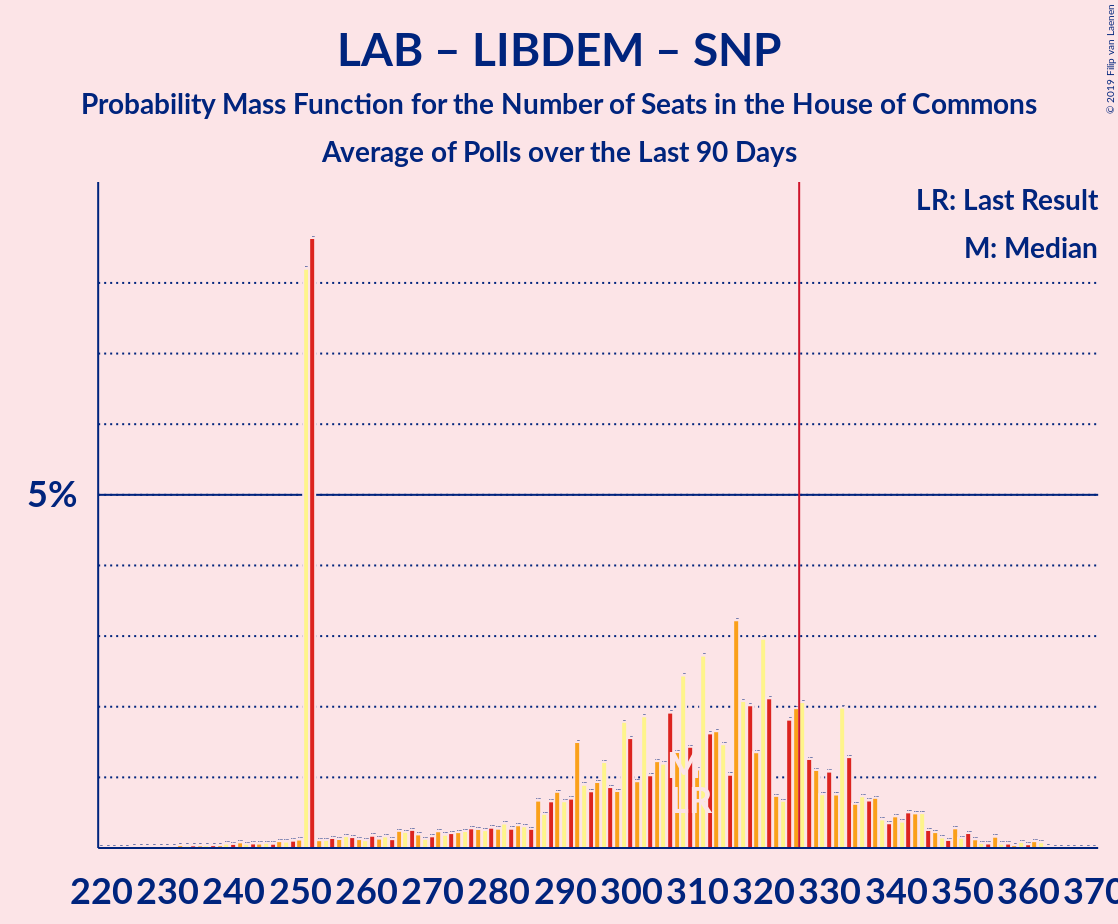 LAB – LIBDEM – SNP
Probability Mass Function for the Number of Seats in the House of Commons
Average of Polls over the Last 90 Days
© 2019 Filip van Laenen
LR: Last Result
M: Median
5%
M
LR
220 230 240 250 260 270 280 290 300 310 320 330 340 350 360 370